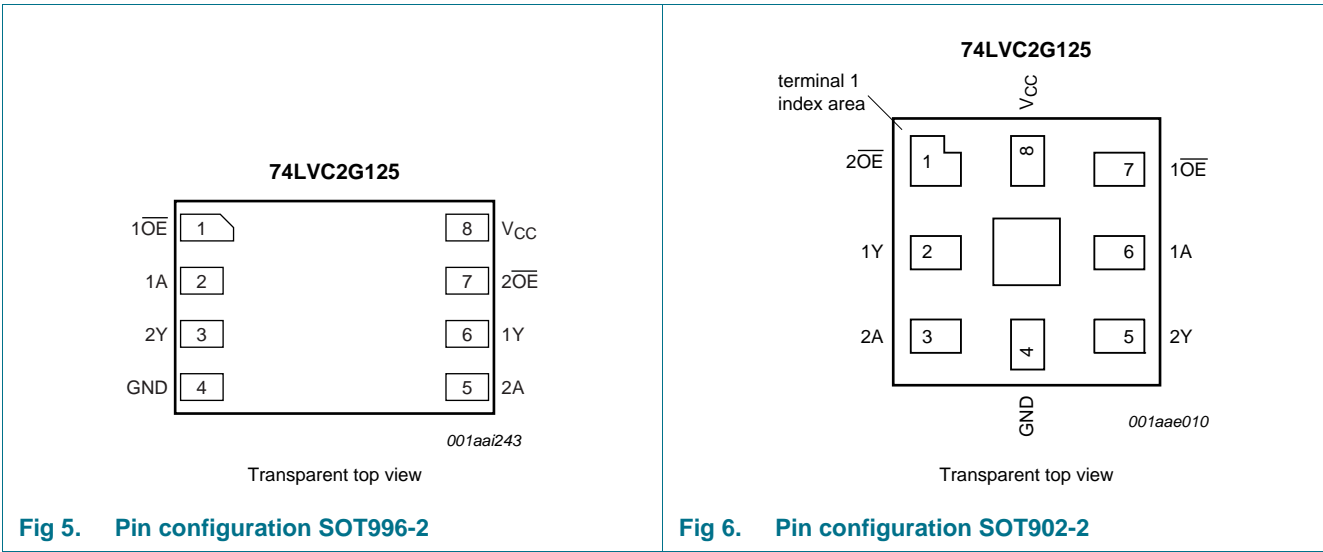 74LVC2G125
1OE 1 8 VCC
1A 2 7 2OE
2Y 3 6 1Y
GND 4 5 2A
001aai243
Transparent top view
Fig 5. Pin configuration SOT996-2
74LVC2G125
terminal 1
index area
VCC
2OE 1 8 7 1OE
1Y 2 6 1A
2A 3 4 5 2Y
GND
001aae010
Transparent top view
Fig 6. Pin configuration SOT902-2